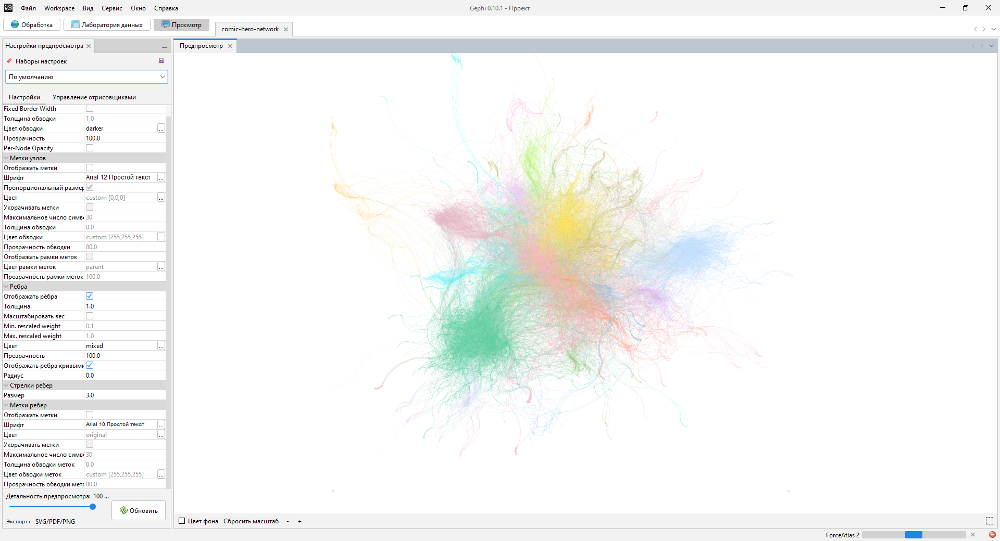 Файл Workspace Вид Сервис Окно Справка
Gephi 0.10.1 - Проект
Обработка Лаборатория данных Просмотр
comic-hero-network
Настройки предпросмотра
Предпросмотр
Наборы настроек
По умолчанию
Настройки Управление отрисовщиками
Fixed Border Width
Толщина обводки 1.0
Цвет обводки darker ...
Прозрачность 100.0
Per-Node Opacity
Метки узлов
Отображать метки
Шрифт Arial 12 Простой текст ...
Пропорциональный размер
Цвет custom [0,0,0] ...
Укорачивать метки
Максимальное число симв 30
Толщина обводки 0.0
Цвет обводки custom [255,255,255] ...
Прозрачность обводки 80.0
Отображать рамки меток
Цвет рамки меток parent ...
Прозрачность рамки меток 100.0
Ребра
Отображать рёбра
Толщина 1.0
Масштабировать вес
Min. rescaled weight 0.1
Max. rescaled weight 1.0
Цвет mixed ...
Прозрачность 100.0
Отображать рёбра кривыми
Радиус 0.0
Стрелки ребер
Размер 3.0
Метки ребер
Отображать метки
Шрифт Arial 10 Простой текст ...
Цвет original ...
Укорачивать метки
Максимальное число симв 30
Толщина обводки меток 0.0
Цвет обводки меток custom [255,255,255] ...
Прозрачность обводки мето 80.0
Детальность предпросмотра: 100 ...
Обновить
Экспорт: SVG/PDF/PNG
Цвет фона Сбросить масштаб - +
ForceAtlas 2